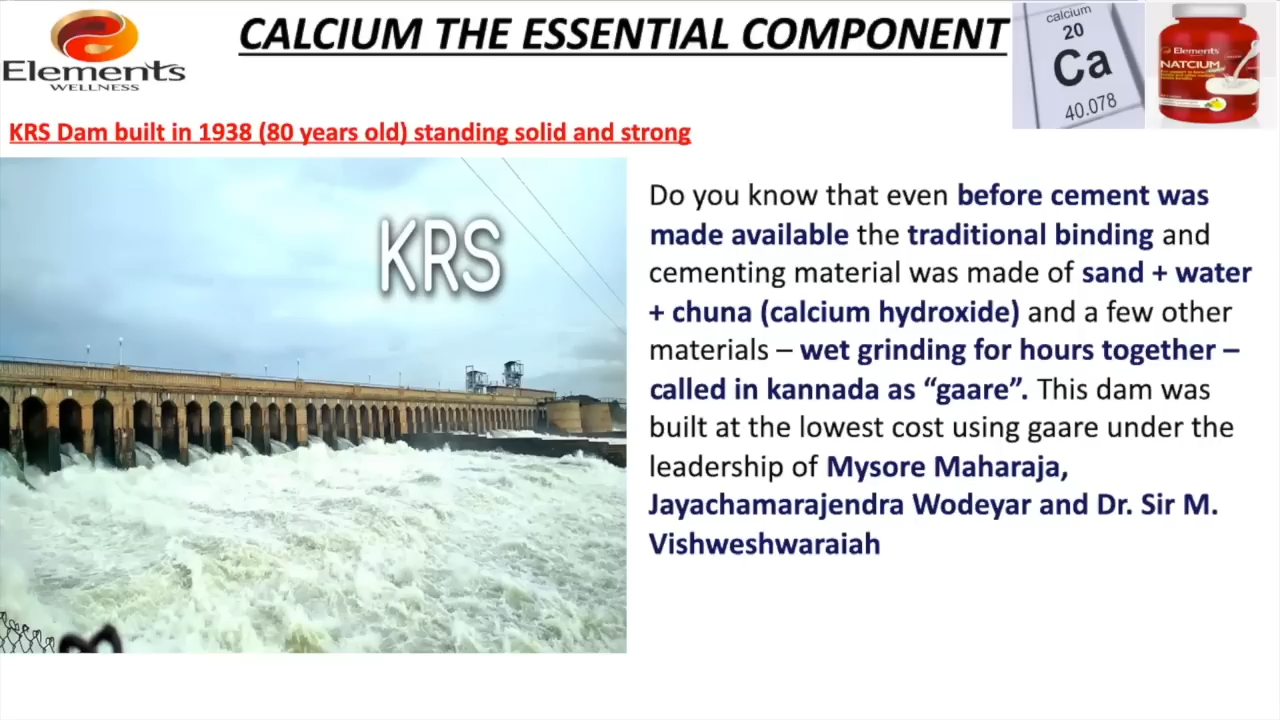 Elements
WELLNESS
CALCIUM THE ESSENTIAL COMPONENT
calcium
20
Ca
40.078
Elements
NATCIUM
KRS Dam built in 1938 (80 years old) standing solid and strong
KRS
Do you know that even before cement was
made available the traditional binding and
cementing material was made of sand + water
+ chuna (calcium hydroxide) and a few other
materials – wet grinding for hours together –
called in kannada as “gaare”. This dam was
built at the lowest cost using gaare under the
leadership of Mysore Maharaja,
Jayachamarajendra Wodeyar and Dr. Sir M.
Vishweshwaraiah